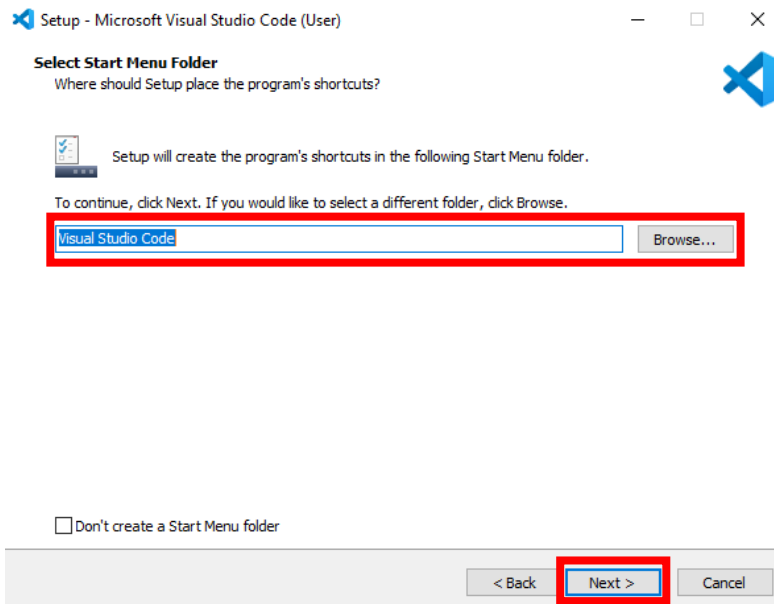 Setup - Microsoft Visual Studio Code (User)
Select Start Menu Folder
Where should Setup place the program's shortcuts?
Setup will create the program's shortcuts in the following Start Menu folder.
To continue, click Next. If you would like to select a different folder, click Browse.
Visual Studio Code
Browse...
Don't create a Start Menu folder
< Back
Next >
Cancel